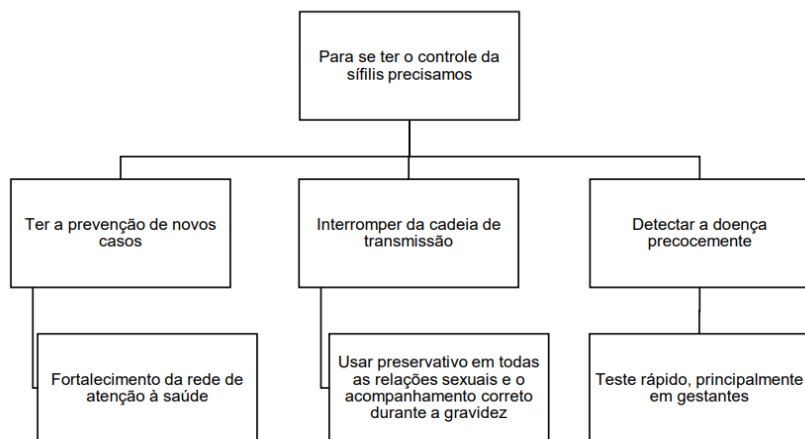 Para se ter o controle da
sífilis precisamos
Ter a prevenção de novos
casos
Interromper da cadeia de
transmissão
Detectar a doença
precocemente
Fortalecimento da rede de
atenção à saúde
Usar preservativo em todas
as relações sexuais e o
acompanhamento correto
durante a gravidez
Teste rápido, principalmente
em gestantes